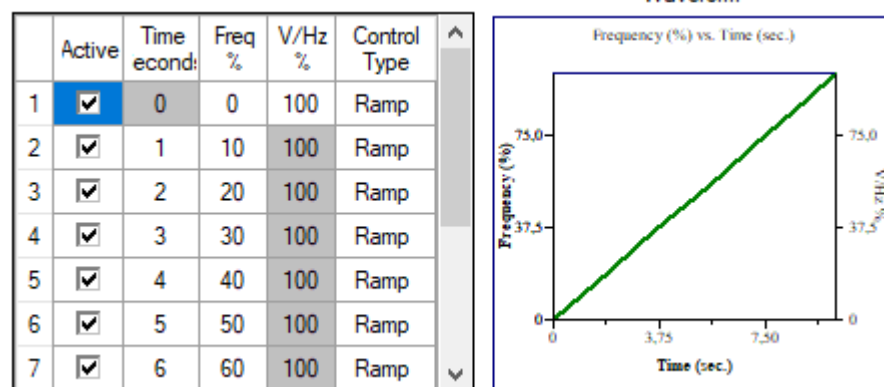 Active Time econd: Freq % V/Hz % Control Type
1 0 0 100 Ramp
2 1 10 100 Ramp
3 2 20 100 Ramp
4 3 30 100 Ramp
5 4 40 100 Ramp
6 5 50 100 Ramp
7 6 60 100 Ramp
Frequency (%) vs. Time (sec.)
Frequency (%)
75,0
37,5
0
75,0
37,5
0
0 3,75 7,50
Time (sec.)